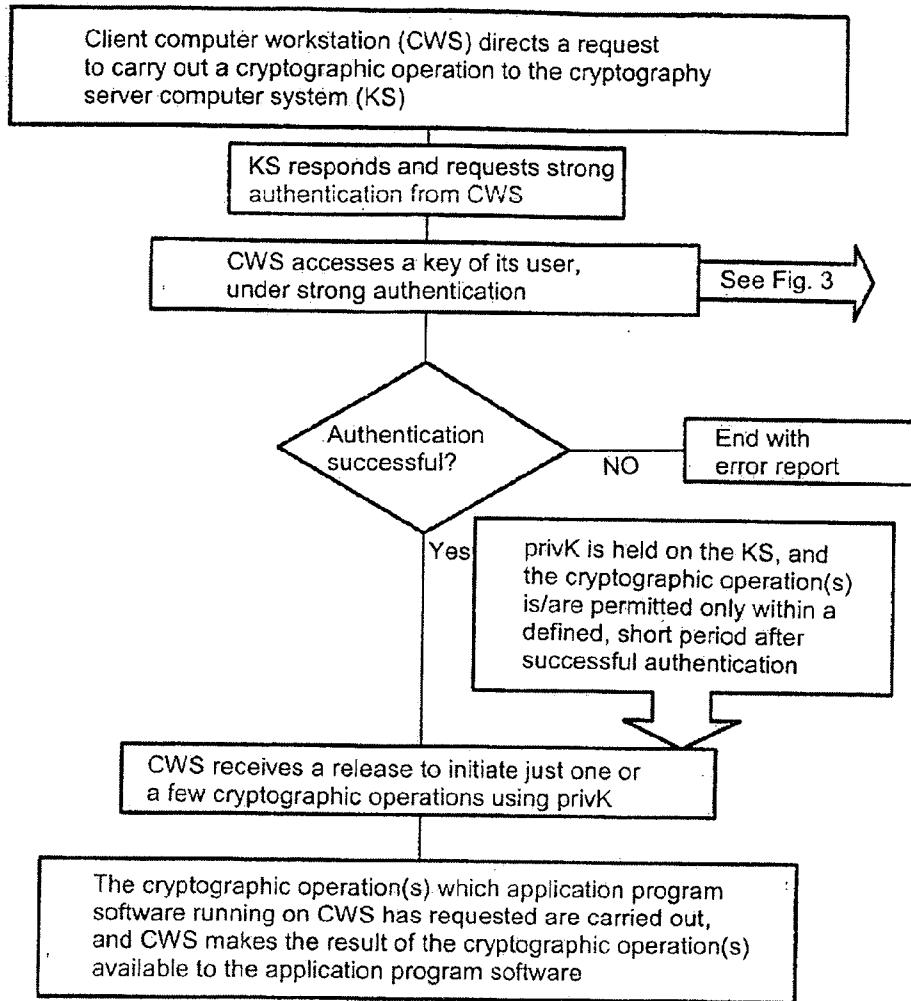 Client computer workstation (CWS) directs a request
to carry out a cryptographic operation to the cryptography
server computer system (KS)
KS responds and requests strong
authentication from CWS
CWS accesses a key of its user,
under strong authentication
See Fig. 3
Authentication
successful?
NO
End with
error report
Yes
privK is held on the KS, and
the cryptographic operation(s)
is/are permitted only within a
defined, short period after
successful authentication
CWS receives a release to initiate just one or
a few cryptographic operations using privK
The cryptographic operation(s) which application program
software running on CWS has requested are carried out,
and CWS makes the result of the cryptographic operation(s)
available to the application program software